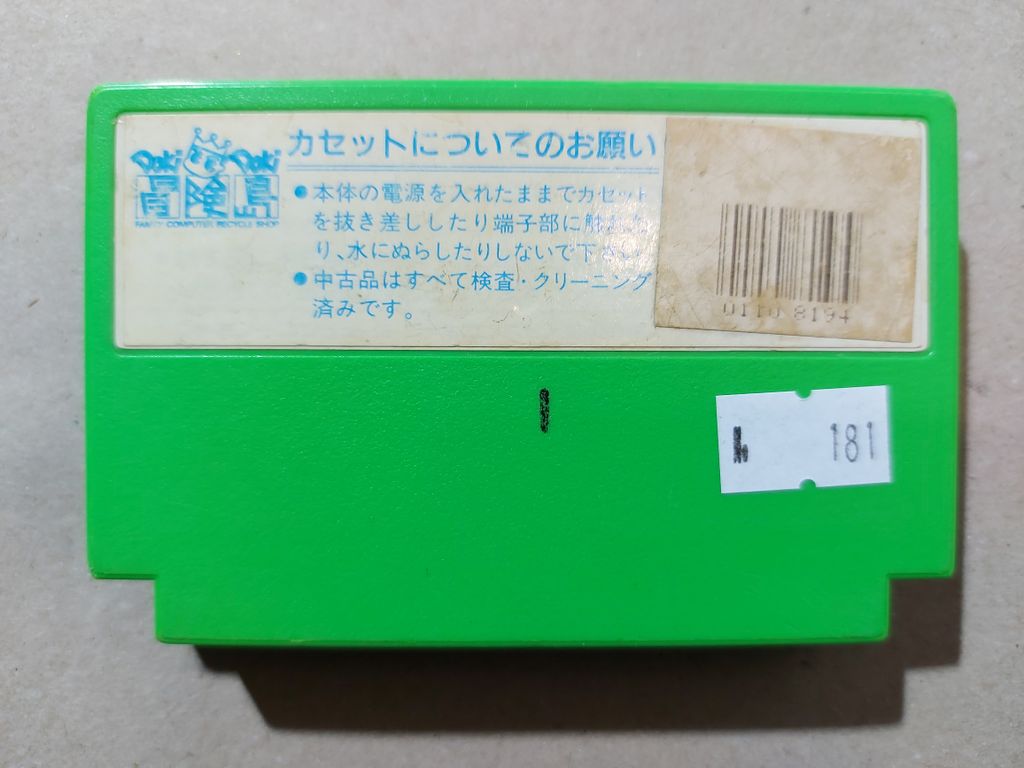 Doki Doki
冒険島
FAMILY COMPUTER RECYCLE SHOP
カセットについてのお願い
●本体の電源を入れたままでカセット
を抜き差ししたり端子部に触れた
り、水にぬらしたりしないで下さい。
●中古品はすべて検査・クリーニング
済みです。
0110 8194
181